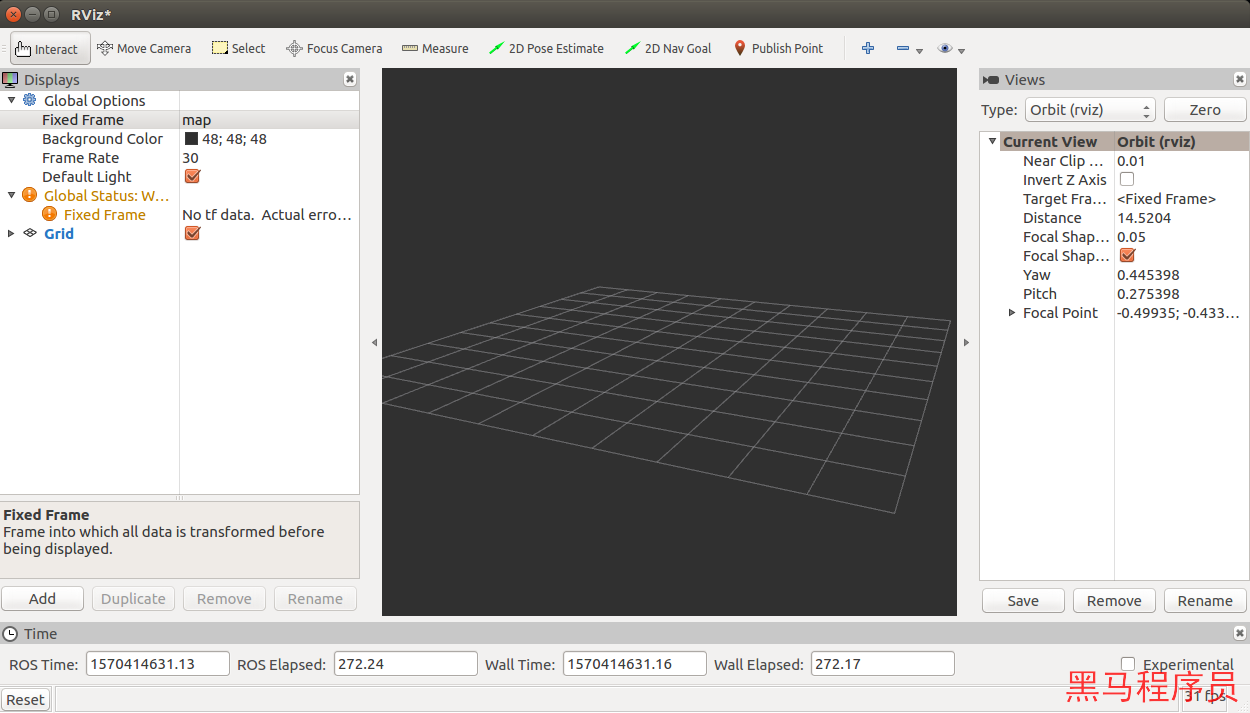 RViz*
Interact Move Camera Select Focus Camera Measure 2D Pose Estimate 2D Nav Goal Publish Point
Displays
Global Options
Fixed Frame map
Background Color 48; 48; 48
Frame Rate 30
Default Light
Global Status: W...
Fixed Frame No tf data. Actual erro...
Grid
Fixed Frame
Frame into which all data is transformed before
being displayed.
Add Duplicate Remove Rename
Views
Type: Orbit (rviz) Zero
Current View Orbit (rviz)
Near Clip ... 0.01
Invert Z Axis
Target Fra... <Fixed Frame>
Distance 14.5204
Focal Shap... 0.05
Focal Shap...
Yaw 0.445398
Pitch 0.275398
Focal Point -0.49935; -0.433...
Save Remove Rename
Time
ROS Time: 1570414631.13 ROS Elapsed: 272.24 Wall Time: 1570414631.16 Wall Elapsed: 272.17 Experimental
Reset 31 fps
黑马程序员